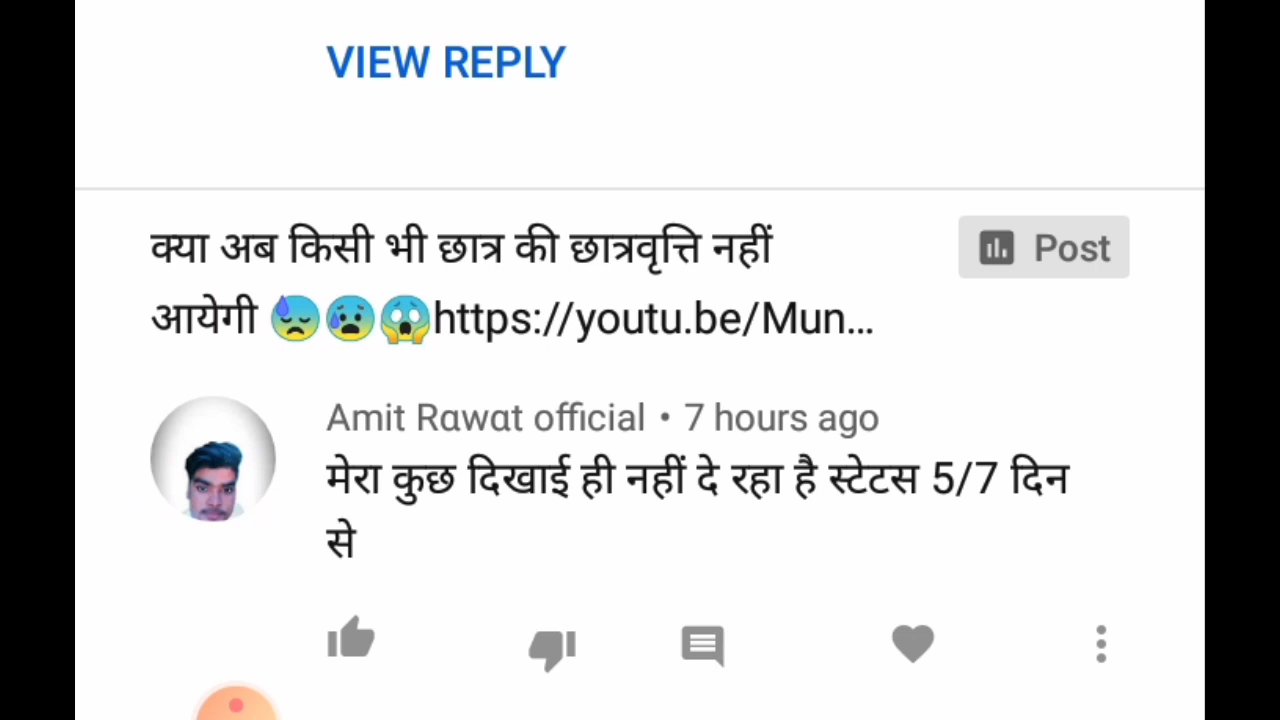 VIEW REPLY
क्या अब किसी भी छात्र की छात्रवृत्ति नहीं
Post
आयेगी 😓😰😱https://youtu.be/Mun...
Amit Rawat official • 7 hours ago
मेरा कुछ दिखाई ही नहीं दे रहा है स्टेटस 5/7 दिन
से